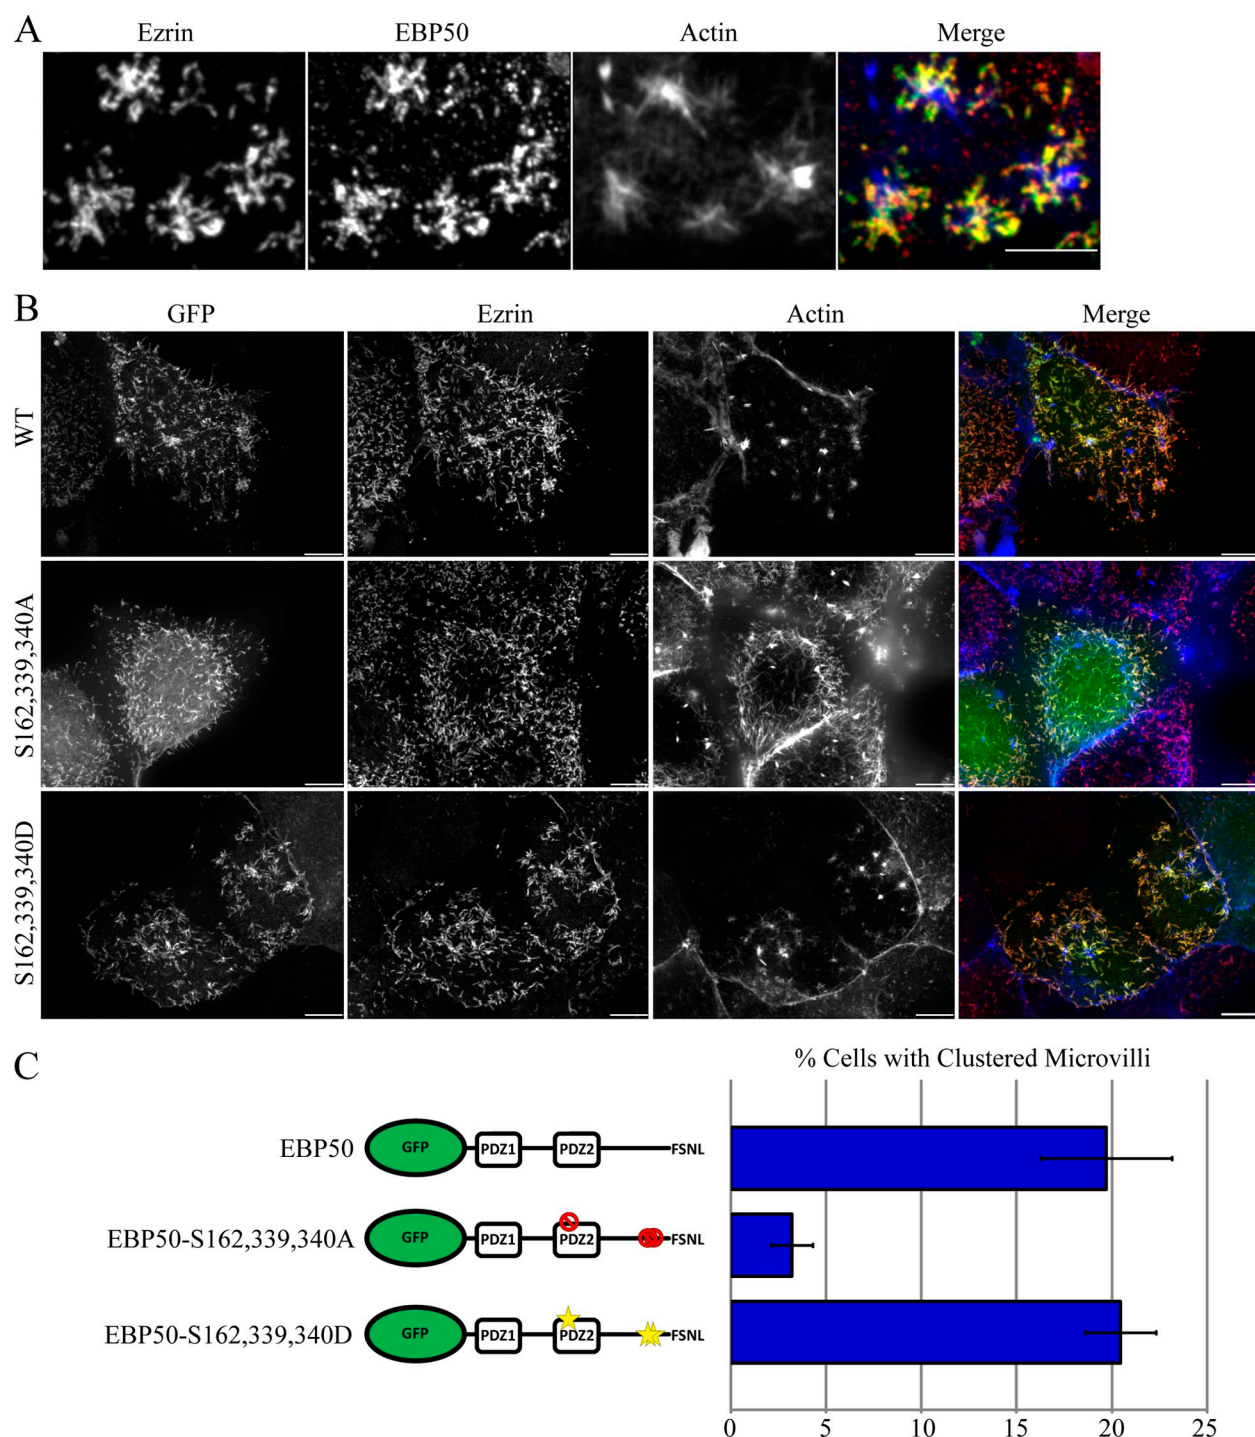 A
Ezrin EBP50 Actin Merge
B
GFP Ezrin Actin Merge
WT
S162,339,340A
S162,339,340D
C
% Cells with Clustered Microvilli
EBP50 GFP PDZ1 PDZ2 FSNL
EBP50-S162,339,340A GFP PDZ1 PDZ2 FSNL
EBP50-S162,339,340D GFP PDZ1 PDZ2 FSNL
0 5 10 15 20 25